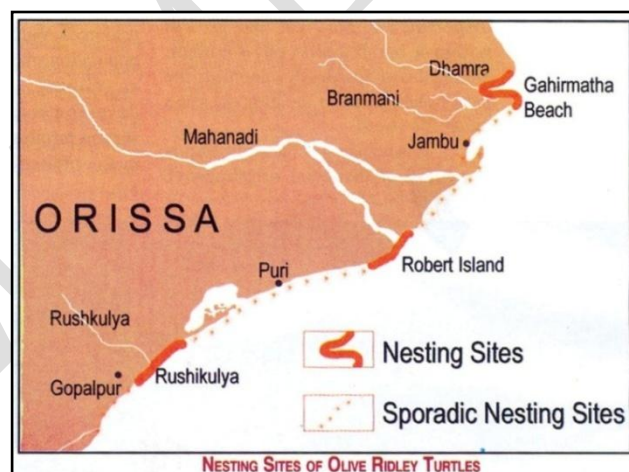 Dhamra
Gahirmatha
Beach
Branmani
Jambu
Mahanadi
ORISSA
Robert Island
Puri
Rushkulya
Rushikulya
Gopalpur
Nesting Sites
Sporadic Nesting Sites
NESTING SITES OF OLIVE RIDLEY TURTLES